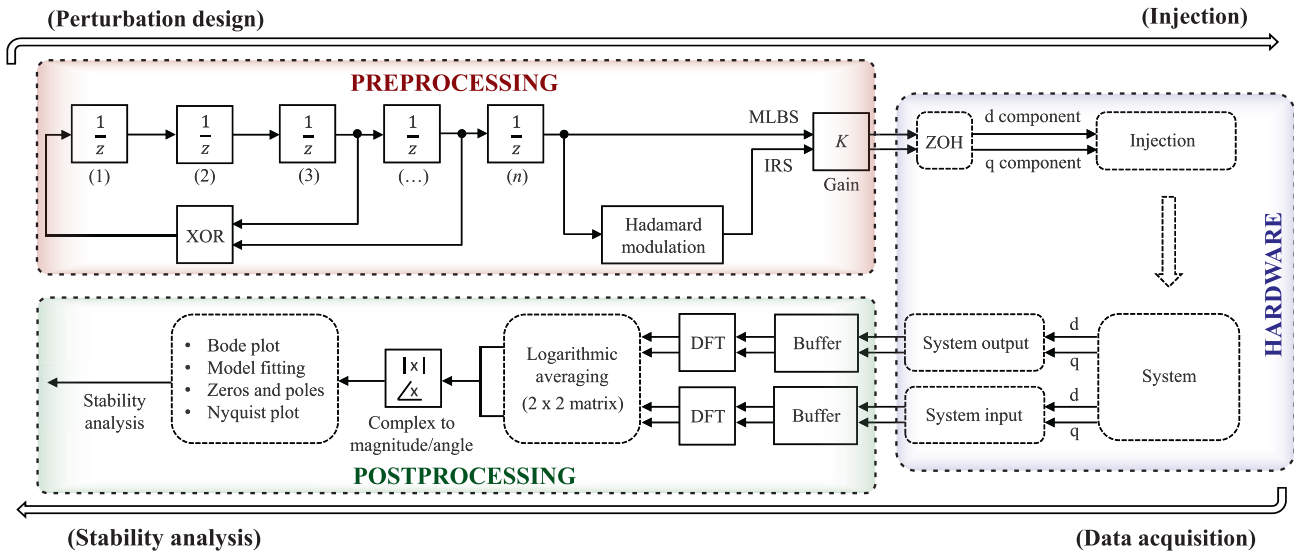 (Perturbation design)
(Injection)
PREPROCESSING
1
z
(1)
1
z
(2)
1
z
(3)
1
z
(…)
1
z
(n)
XOR
Hadamard
modulation
MLBS
IRS
K
Gain
ZOH
d component
q component
Injection
HARDWARE
System
d
q
d
q
System output
System input
Buffer
Buffer
DFT
DFT
Logarithmic
averaging
(2 x 2 matrix)
|x|
∠x
Complex to
magnitude/angle
• Bode plot
• Model fitting
• Zeros and poles
• Nyquist plot
Stability
analysis
POSTPROCESSING
(Stability analysis)
(Data acquisition)